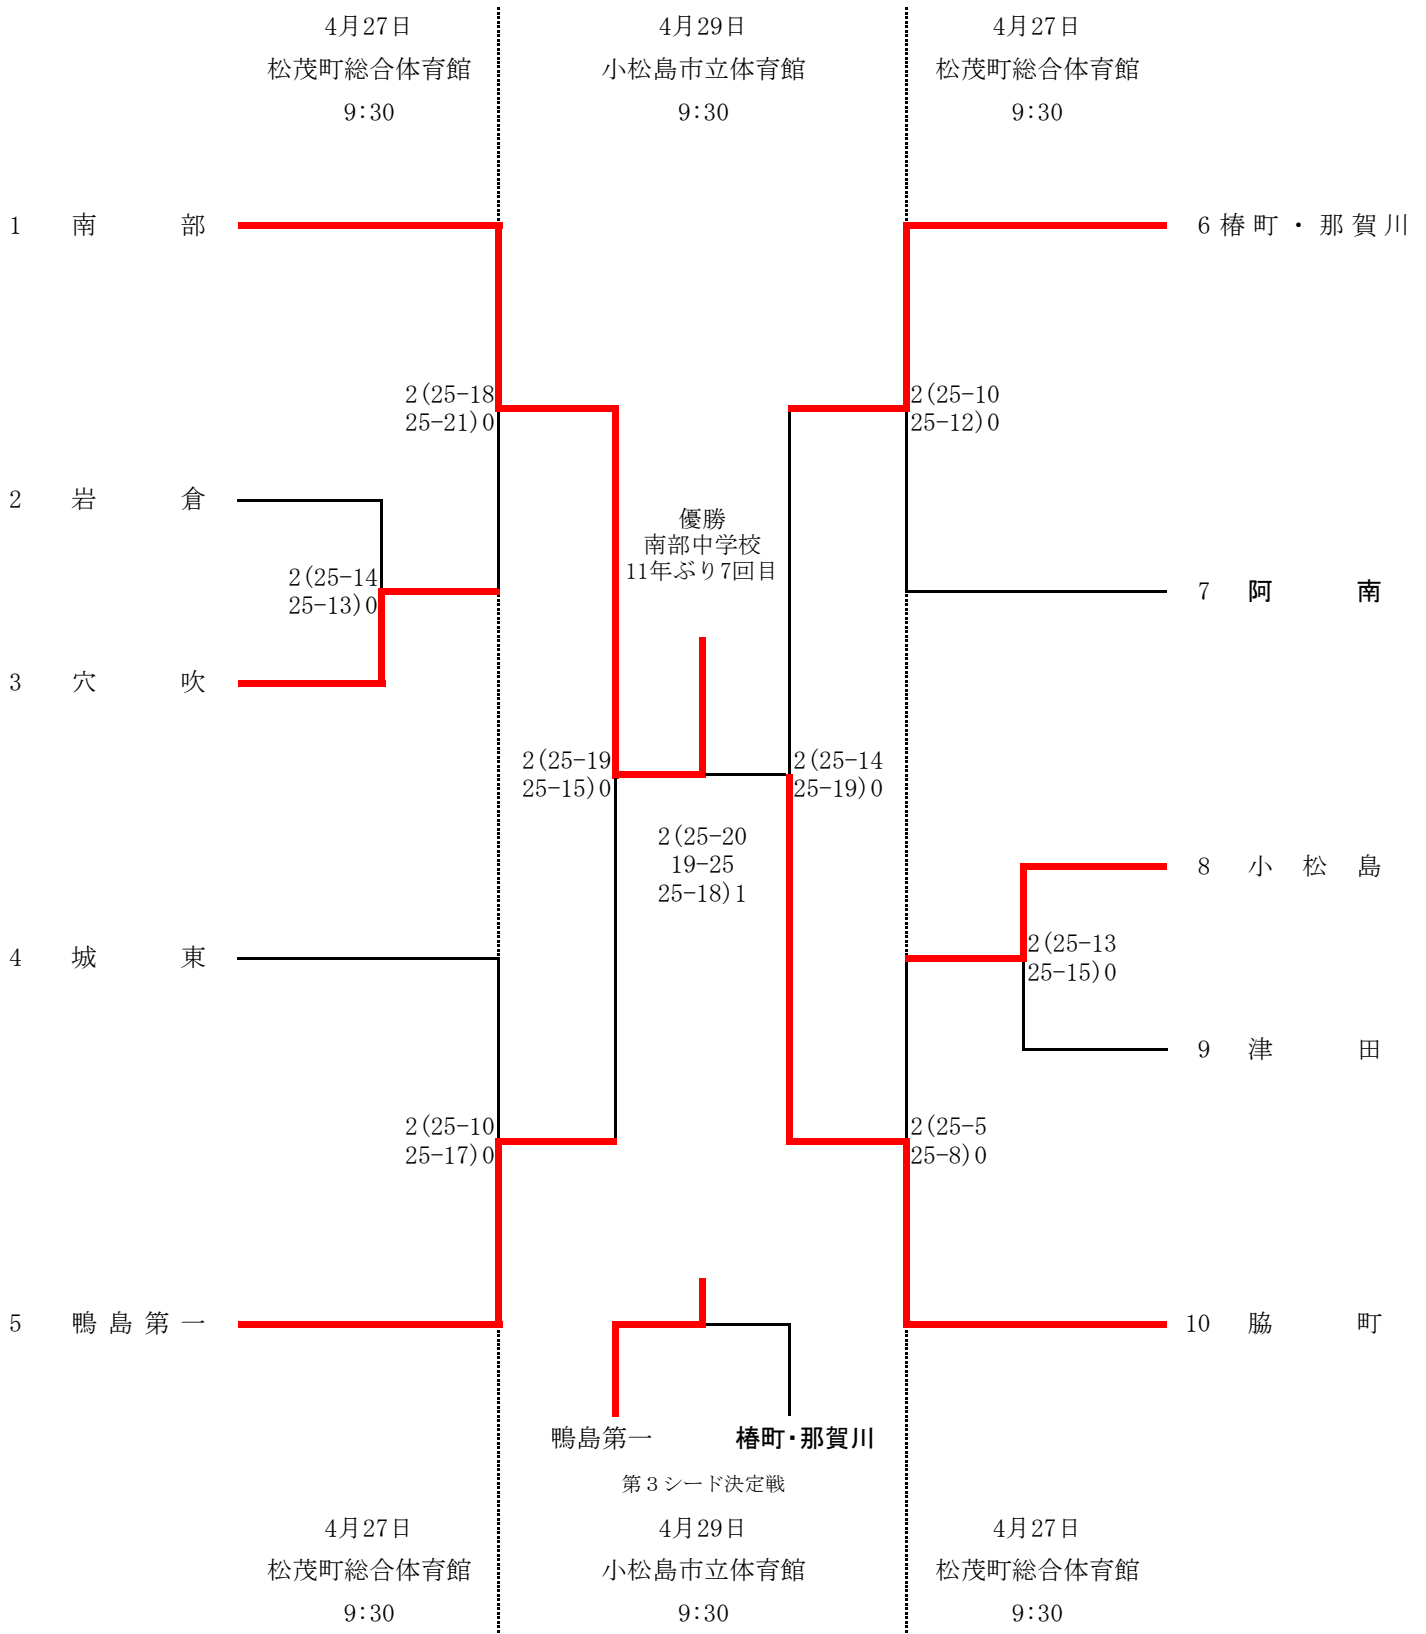 4月27日
4月29日
4月27日
松茂町総合体育館
小松島市立体育館
松茂町総合体育館
9:30
9:30
9:30
1 南 部
6 椿町・那賀川
2(25-18
25-21)0
2(25-10
25-12)0
2 岩 倉
優勝
南部中学校
11年ぶり7回目
2(25-14
25-13)0
7 阿 南
3 穴 吹
2(25-19
25-15)0
2(25-14
25-19)0
2(25-20
19-25
25-18)1
8 小 松 島
4 城 東
2(25-13
25-15)0
9 津 田
2(25-10
25-17)0
2(25-5
25-8)0
5 鴨島第一
10 脇 町
鴨島第一
椿町・那賀川
第3シード決定戦
4月27日
4月29日
4月27日
松茂町総合体育館
小松島市立体育館
松茂町総合体育館
9:30
9:30
9:30